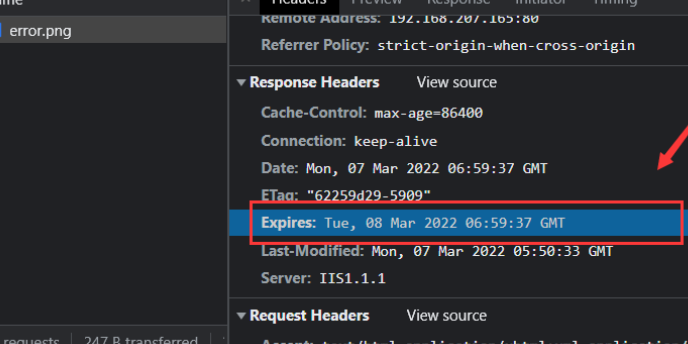 Headers Preview Response Initiator Timing
error.png
Remote Address: 192.168.207.165:80
Referrer Policy: strict-origin-when-cross-origin
Response Headers View source
Cache-Control: max-age=86400
Connection: keep-alive
Date: Mon, 07 Mar 2022 06:59:37 GMT
ETag: "62259d29-5909"
Expires: Tue, 08 Mar 2022 06:59:37 GMT
Last-Modified: Mon, 07 Mar 2022 05:50:33 GMT
Server: IIS1.1.1
Request Headers View source
requests 247 B transferred